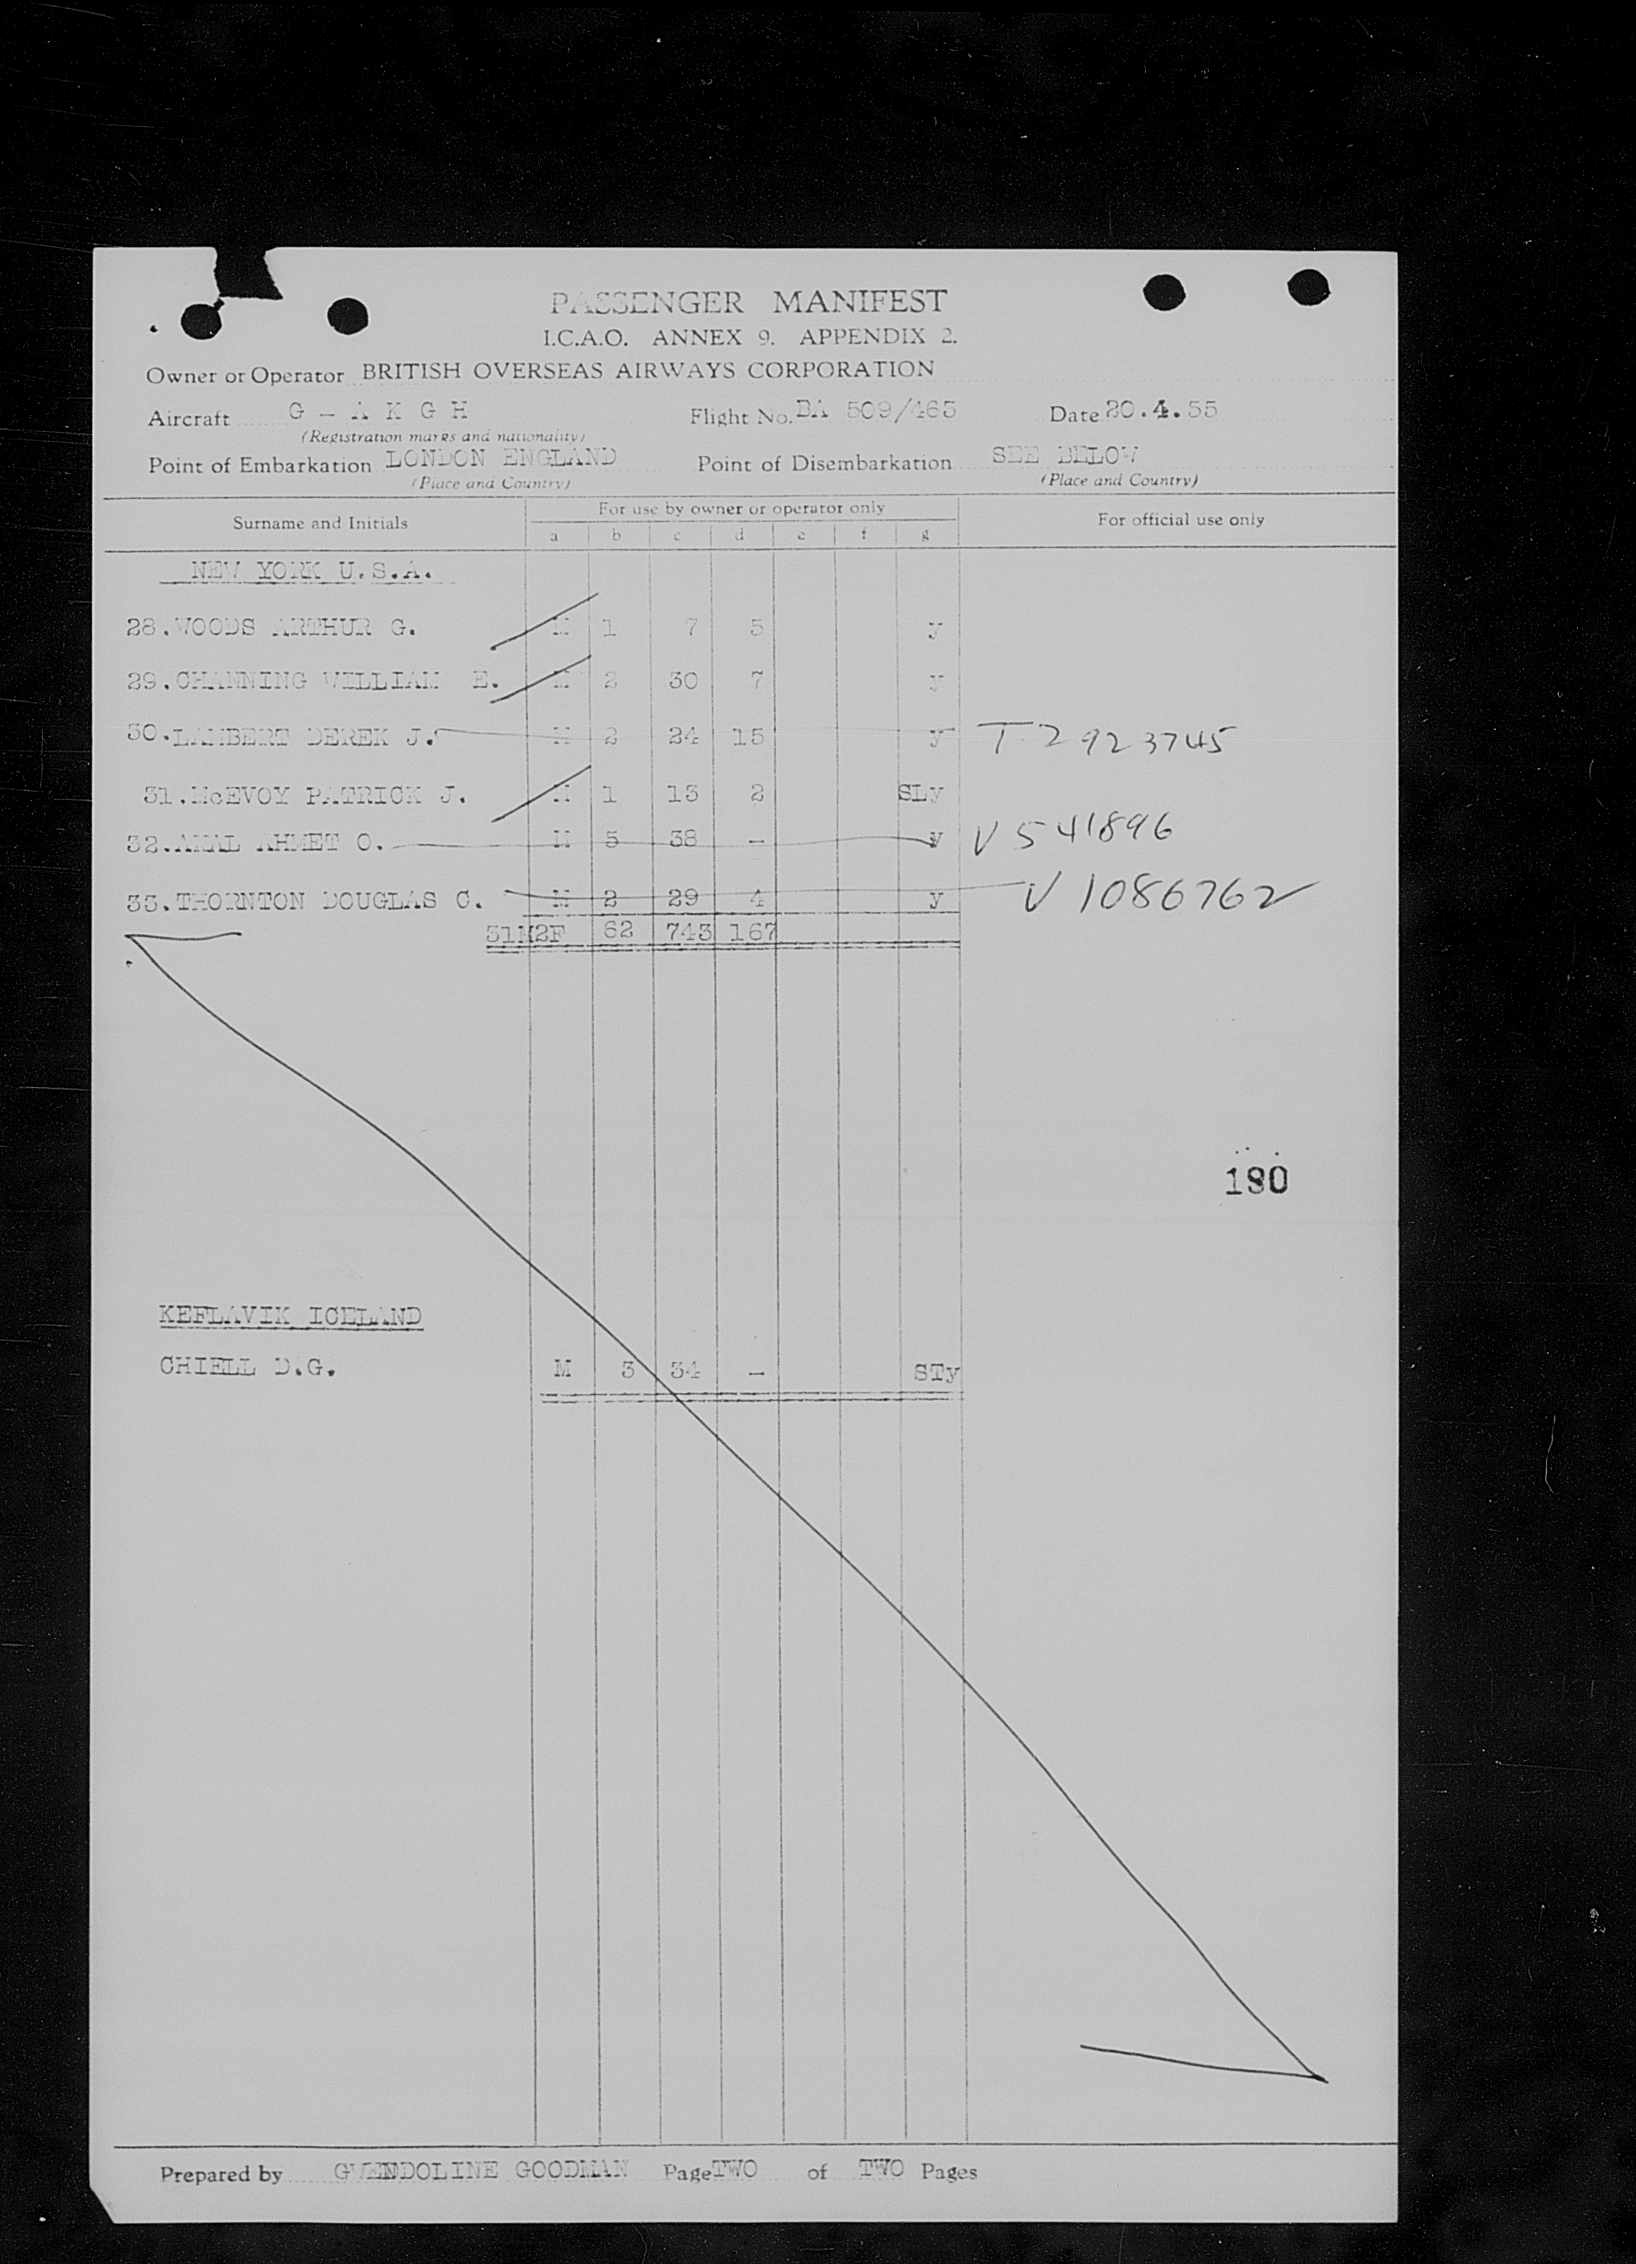 PASSENGER MANIFEST
I.C.A.O. ANNEX 9. APPENDIX 2.
Owner or Operator BRITISH OVERSEAS AIRWAYS CORPORATION
Aircraft G - A K G H Flight No. BA 509/465 Date 20.4.55
(Registration marks and nationality)
Point of Embarkation LONDON ENGLAND Point of Disembarkation SEE BELOW
(Place and Country) (Place and Country)
Surname and Initials For use by owner or operator only For official use only
a b c d e f g
NEW YORK U.S.A.
28. WOODS ARTHUR G. M 1 7 5 y
29. CHANNING WILLIAM E. M 2 30 7 y
30. LAMBERT DEREK J. M 2 24 15 y T 2923745
31. McEVOY PATRICK J. M 1 13 2 SLy
32. AMAL AHMET O. M 5 38 - y V 541896
33. THORNTON DOUGLAS C. M 2 29 4 y V 1086762
31M2F 62 743 167
190
KEFLAVIK ICELAND
CHIELL D.G. M 3 34 - STy
Prepared by GWENDOLINE GOODMAN Page TWO of TWO Pages